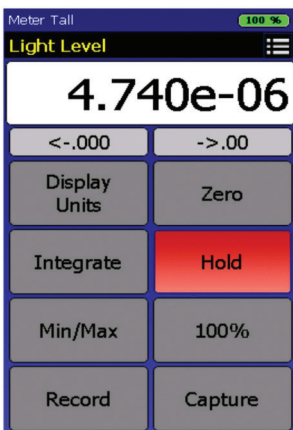 Meter Tall
100 %
Light Level
4.740e-06
<-.000
->.00
Display
Units
Zero
Integrate
Hold
Min/Max
100%
Record
Capture